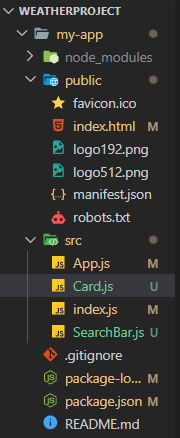 WEATHERPROJECT
my-app
node_modules
public
favicon.ico
index.html M
logo192.png
logo512.png
manifest.json
robots.txt
src
App.js M
Card.js U
index.js M
SearchBar.js U
.gitignore
package-lo... M
package.json M
README.md